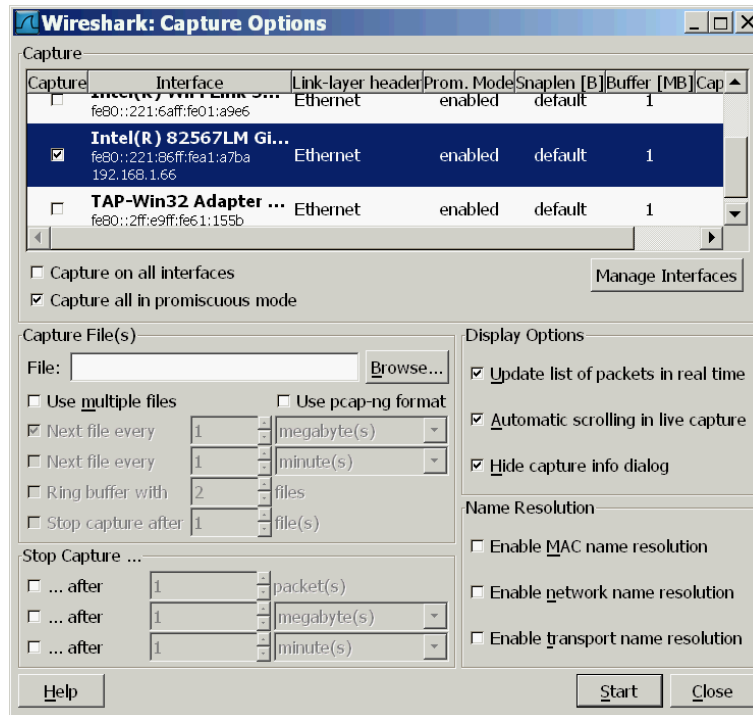 Wireshark: Capture Options
Capture
Capture Interface Link-layer header Prom. Mode Snaplen [B] Buffer [MB] Cap
Ethernet enabled default 1
fe80::221:6aff:fe01:a9e6
Intel(R) 82567LM Gi...
fe80::221:86ff:fea1:a7ba Ethernet enabled default 1
192.168.1.66
TAP-Win32 Adapter ... Ethernet enabled default 1
fe80::2ff:e9ff:fe61:155b
Capture on all interfaces
Manage Interfaces
Capture all in promiscuous mode
Capture File(s)
File: Browse...
Use multiple files Use pcap-ng format
Next file every 1 megabyte(s)
Next file every 1 minute(s)
Ring buffer with 2 files
Stop capture after 1 file(s)
Stop Capture ...
... after 1 packet(s)
... after 1 megabyte(s)
... after 1 minute(s)
Display Options
Update list of packets in real time
Automatic scrolling in live capture
Hide capture info dialog
Name Resolution
Enable MAC name resolution
Enable network name resolution
Enable transport name resolution
Help Start Close